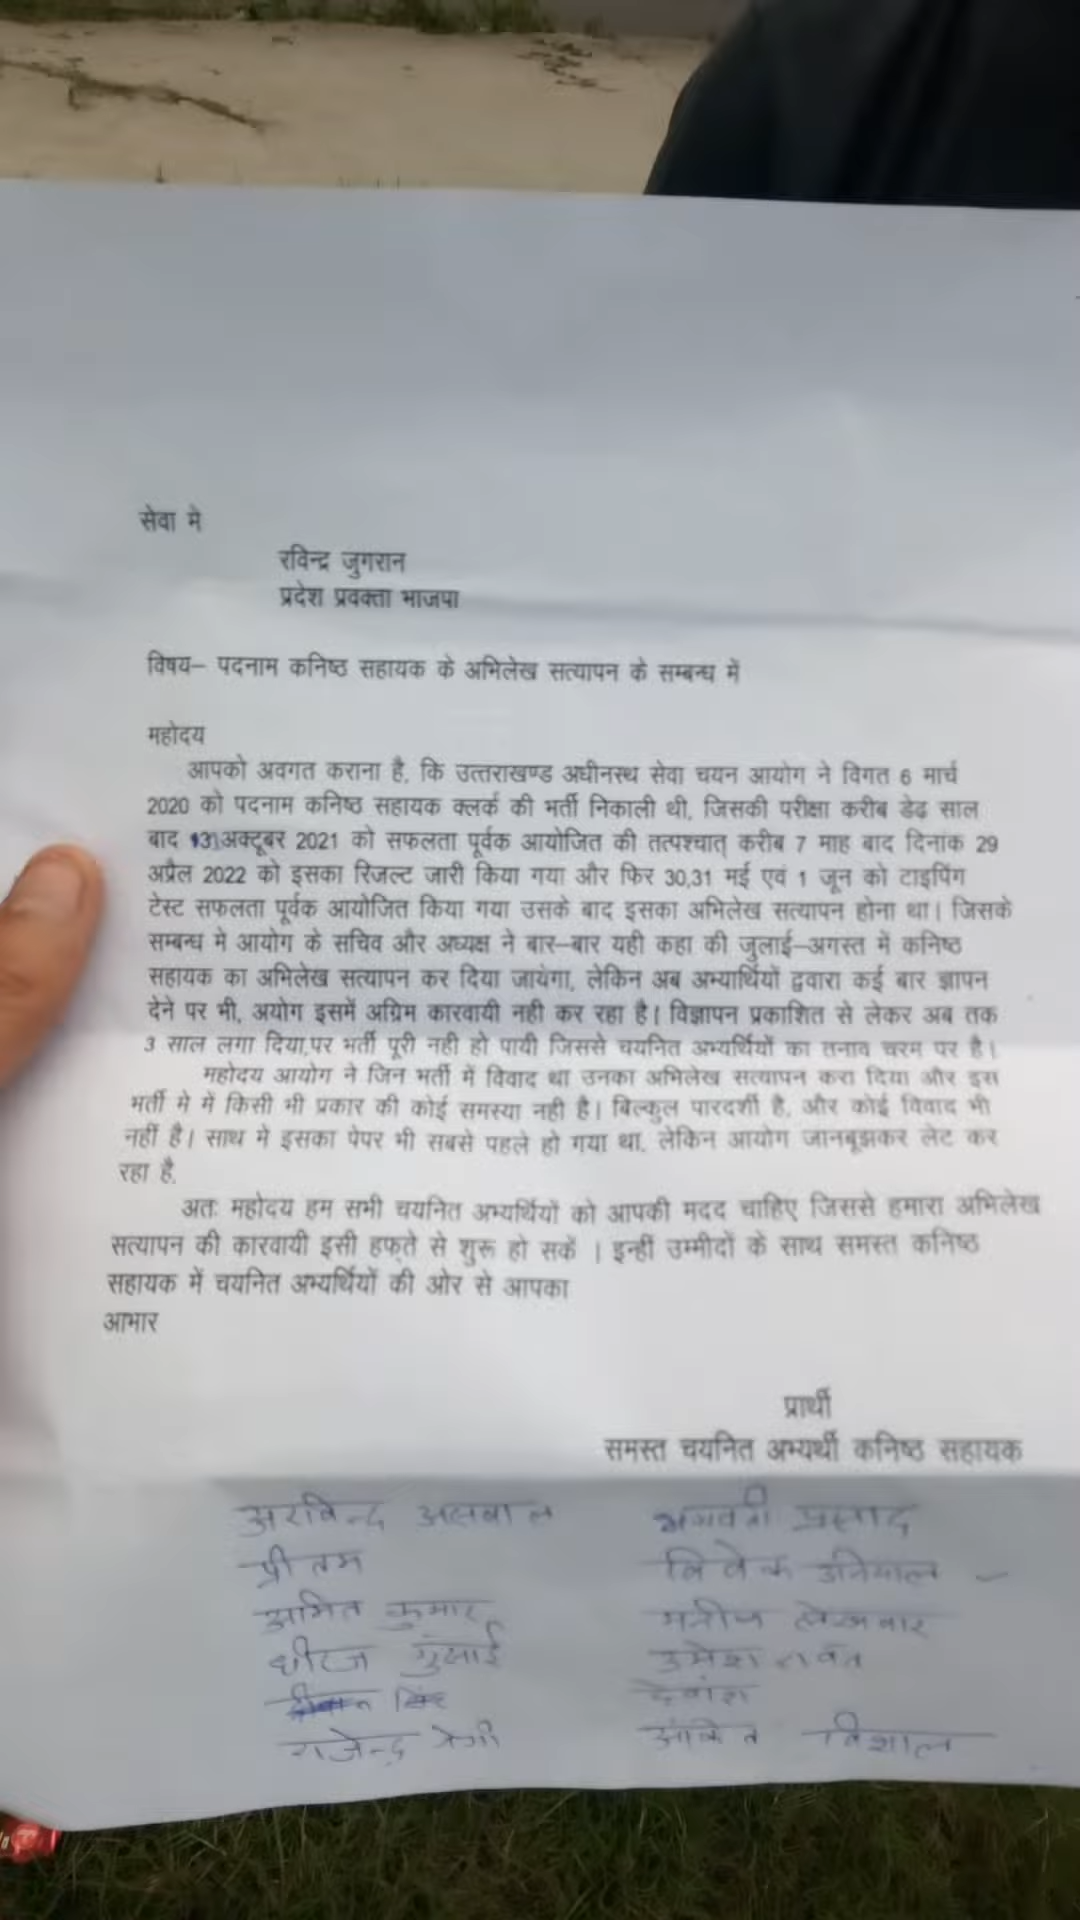 सेवा मे
रविन्द्र जुगरान
प्रदेश प्रवक्ता भाजपा
विषय– पदनाम कनिष्ठ सहायक के अभिलेख सत्यापन के सम्बन्ध में
महोदय
आपको अवगत कराना है, कि उत्तराखण्ड अधीनस्थ सेवा चयन आयोग ने विगत 6 मार्च
2020 को पदनाम कनिष्ठ सहायक क्लर्क की भर्ती निकाली थी, जिसकी परीक्षा करीब डेढ़ साल
बाद 31अक्टूबर 2021 को सफलता पूर्वक आयोजित की तत्पश्चात् करीब 7 माह बाद दिनांक 29
अप्रैल 2022 को इसका रिजल्ट जारी किया गया और फिर 30,31 मई एवं 1 जून को टाइपिंग
टेस्ट सफलता पूर्वक आयोजित किया गया उसके बाद इसका अभिलेख सत्यापन होना था। जिसके
सम्बन्ध मे आयोग के सचिव और अध्यक्ष ने बार–बार यही कहा की जुलाई–अगस्त में कनिष्ठ
सहायक का अभिलेख सत्यापन कर दिया जायेगा, लेकिन अब अभ्यार्थियों द्ववारा कई बार ज्ञापन
देने पर भी, अयोग इसमें अग्रिम कारवायी नही कर रहा है। विज्ञापन प्रकाशित से लेकर अब तक
3 साल लगा दिया,पर भर्ती पूरी नही हो पायी जिससे चयनित अभ्यर्थियों का तनाव चरम पर है।
महोदय आयोग ने जिन भर्ती में विवाद था उनका अभिलेख सत्यापन करा दिया और इस
भर्ती मे में किसी भी प्रकार की कोई समस्या नही है। बिल्कुल पारदर्शी है, और कोई विवाद भी
नहीं है। साथ मे इसका पेपर भी सबसे पहले हो गया था, लेकिन आयोग जानबूझकर लेट कर
रहा है,
अतः महोदय हम सभी चयनित अभ्यर्थियों को आपकी मदद चाहिए जिससे हमारा अभिलेख
सत्यापन की कारवायी इसी हफ्ते से शुरू हो सकें । इन्हीं उम्मीदों के साथ समस्त कनिष्ठ
सहायक में चयनित अभ्यर्थियों की ओर से आपका
आभार
प्रार्थी
समस्त चयनित अभ्यर्थी कनिष्ठ सहायक
अरविन्द असवाल
भगवती प्रसाद
प्रीतम
विवेक उनियाल
अमित कुमार
धीरज गुंसाई
उमेश रावत
सिंह
देवांश
राजेन्द्र नेगी
अंकित विशाल